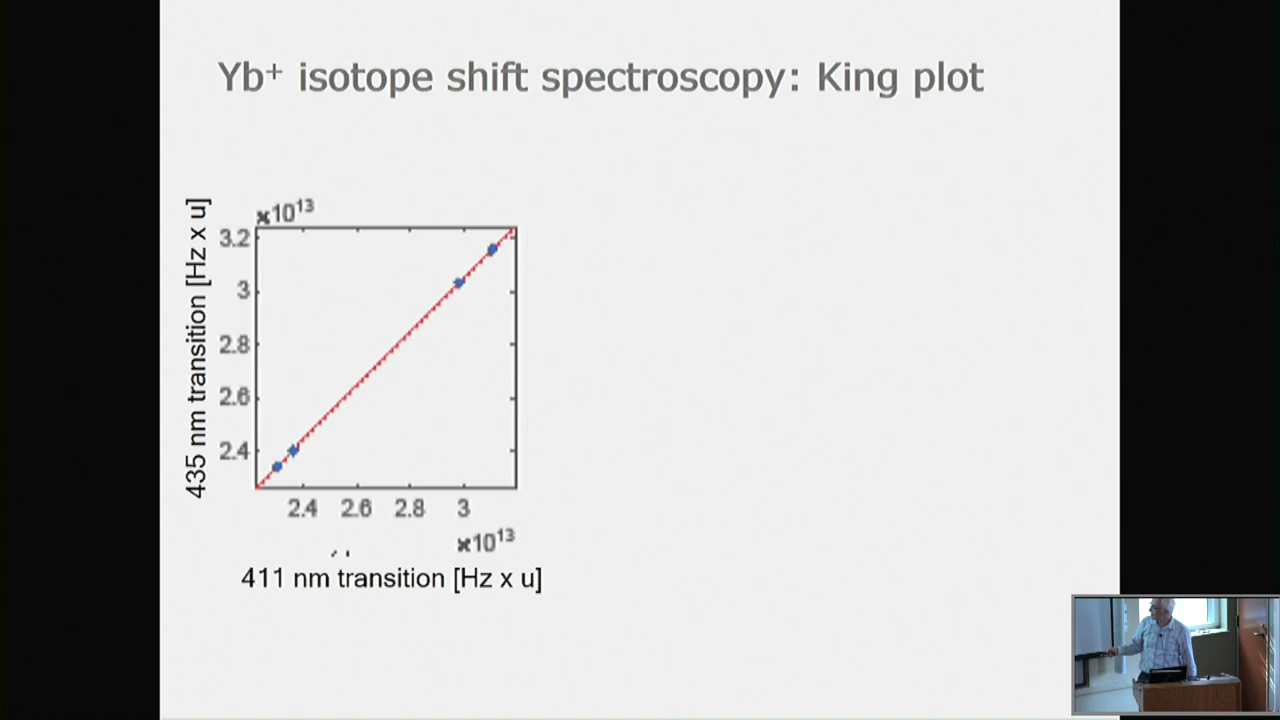 Yb⁺ isotope shift spectroscopy: King plot
×10¹³
3.2
3
2.8
2.6
2.4
435 nm transition [Hz x u]
2.4 2.6 2.8 3
×10¹³
411 nm transition [Hz x u]